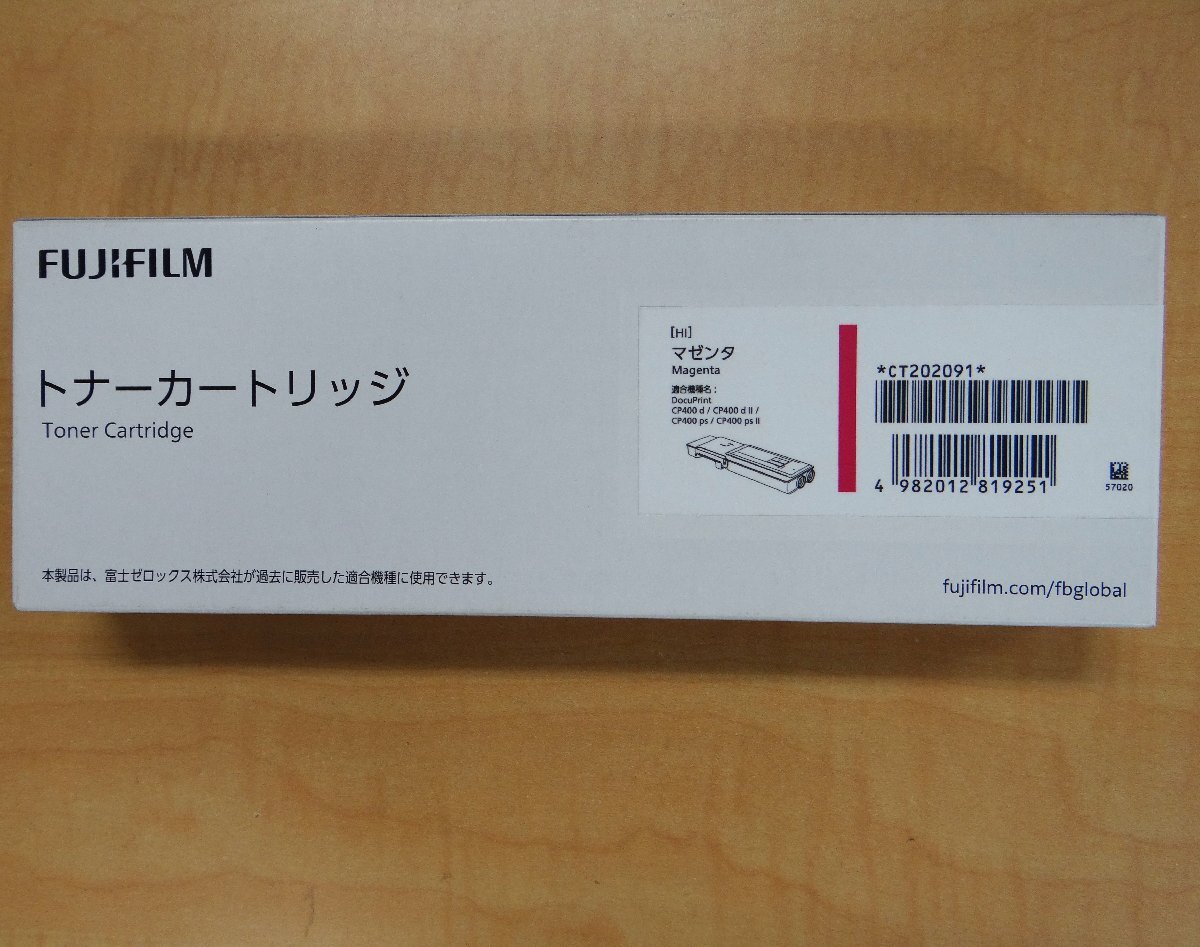 FUJIFILM
トナーカートリッジ
Toner Cartridge
本製品は、富士ゼロックス株式会社が過去に販売した適合機種に使用できます。
[HI]
マゼンタ
Magenta
適合機種名：
DocuPrint
CP400 d / CP400 d II /
CP400 ps / CP400 ps II
*CT202091*
4 982012 819251
57020
fujifilm.com/fbglobal